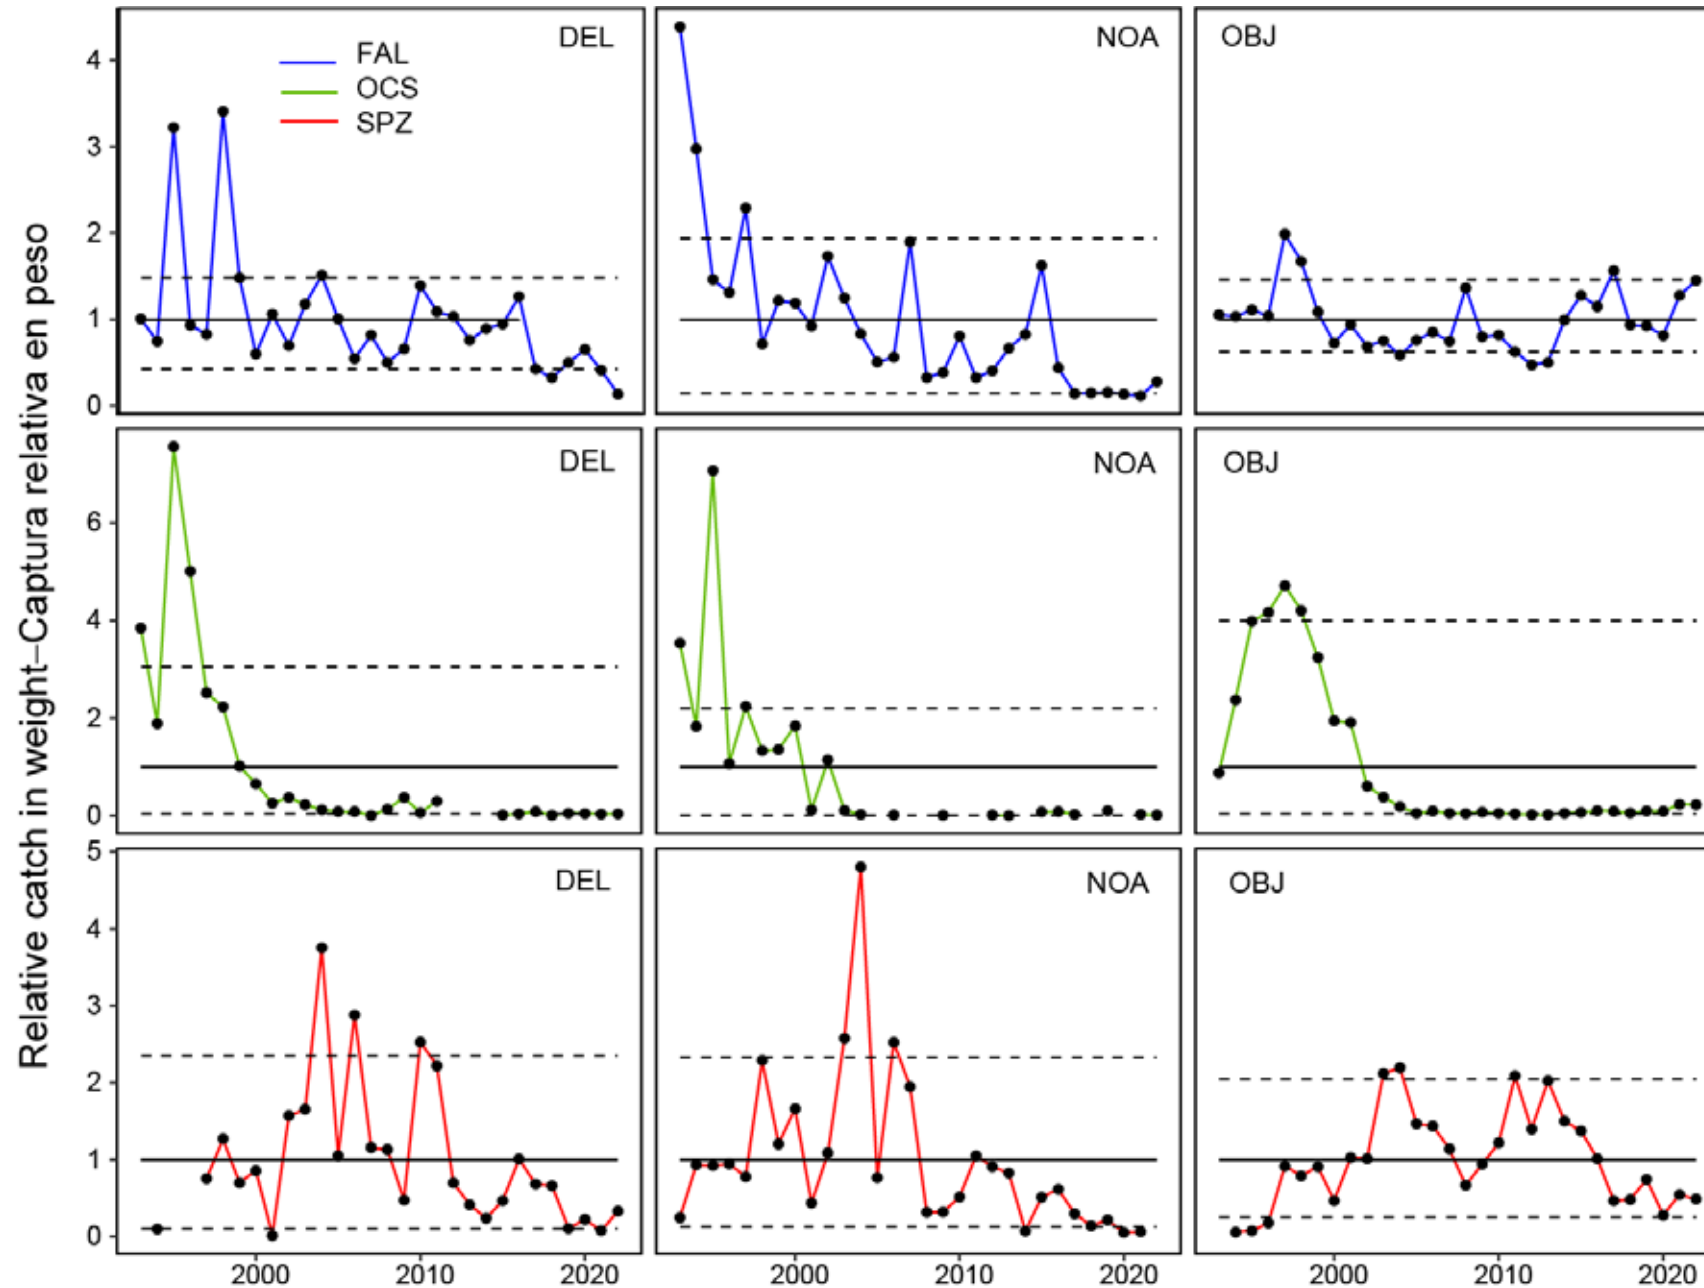 Relative catch in weight–Captura relativa en peso
FAL
OCS
SPZ
DEL
NOA
OBJ
4
3
2
1
0
DEL
NOA
OBJ
6
4
2
0
DEL
NOA
OBJ
5
4
3
2
1
0
2000
2010
2020
2000
2010
2020
2000
2010
2020